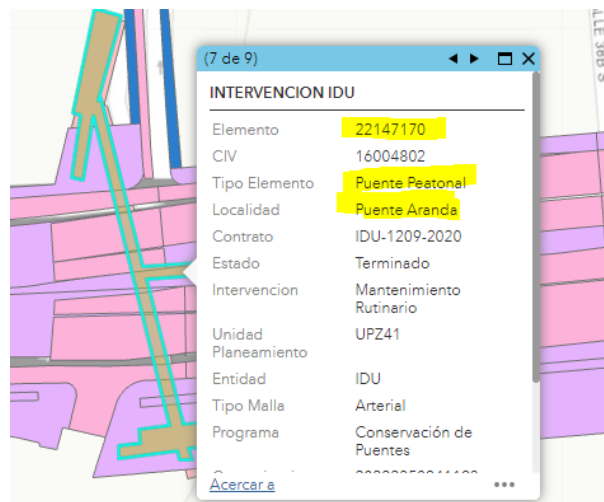 LLE 38B S
(7 de 9)
INTERVENCION IDU
Elemento 22147170
CIV 16004802
Tipo Elemento Puente Peatonal
Localidad Puente Aranda
Contrato IDU-1209-2020
Estado Terminado
Intervencion Mantenimiento
Rutinario
Unidad UPZ41
Planeamiento
Entidad IDU
Tipo Malla Arterial
Programa Conservación de
Puentes
Acercar a